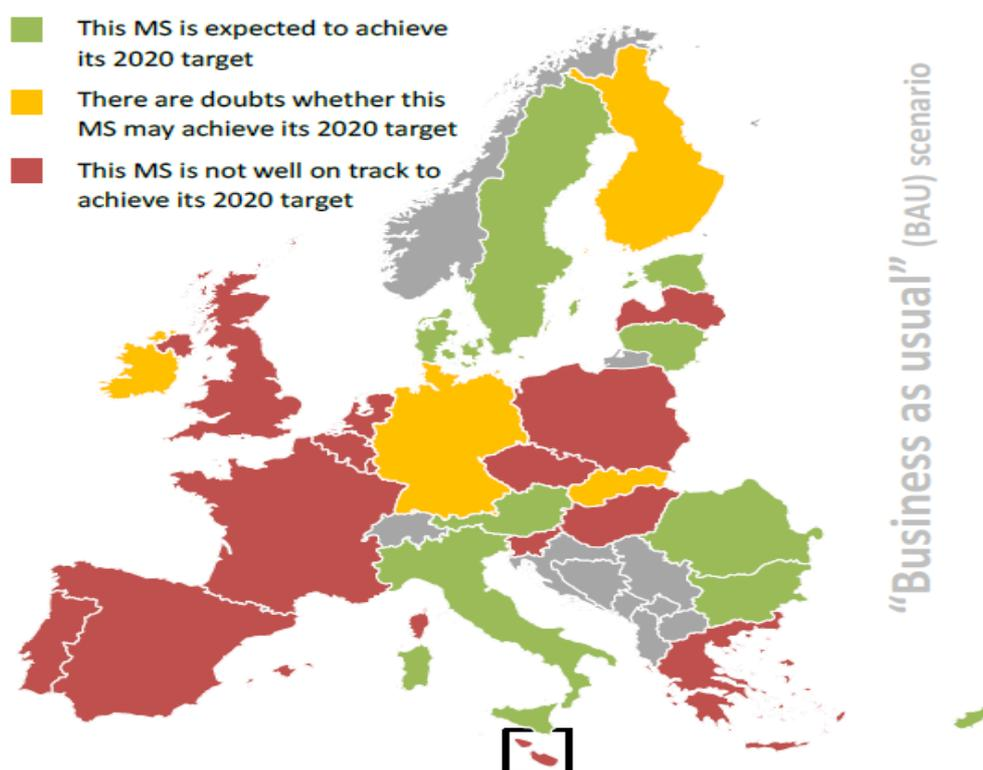 This MS is expected to achieve
its 2020 target
There are doubts whether this
MS may achieve its 2020 target
This MS is not well on track to
achieve its 2020 target
“Business as usual” (BAU) scenario